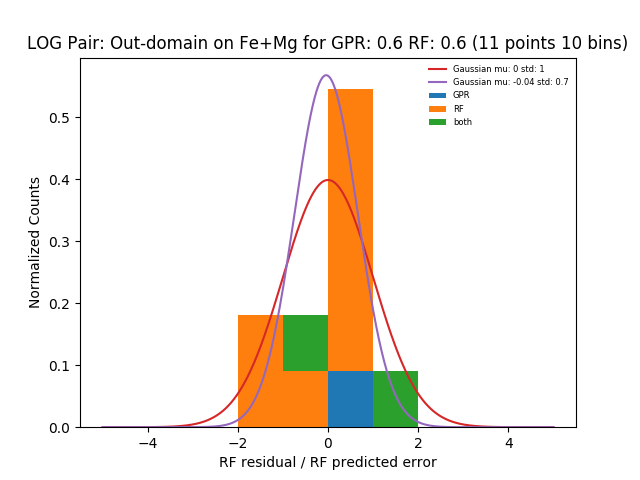 LOG Pair: Out-domain on Fe+Mg for GPR: 0.6 RF: 0.6 (11 points 10 bins)
Gaussian mu: 0 std: 1
Gaussian mu: -0.04 std: 0.7
GPR
RF
both
Normalized Counts
0.5
0.4
0.3
0.2
0.1
0.0
−4
−2
0
2
4
RF residual / RF predicted error